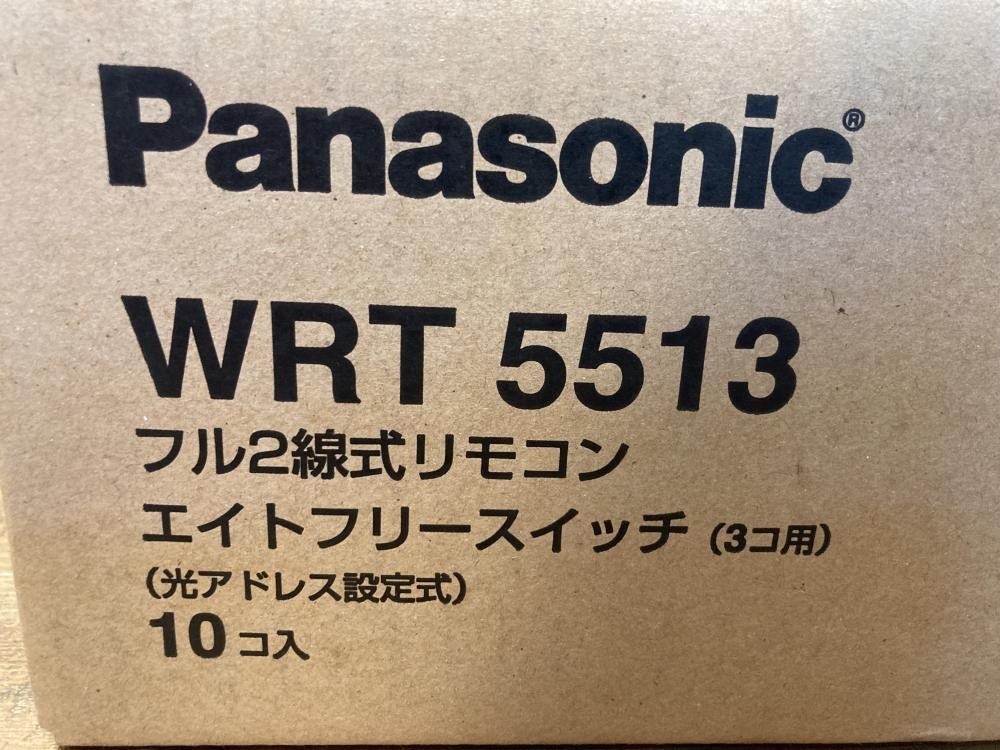 Panasonic®
WRT 5513
フル2線式リモコン
エイトフリースイッチ（3コ用）
（光アドレス設定式）
10コ入